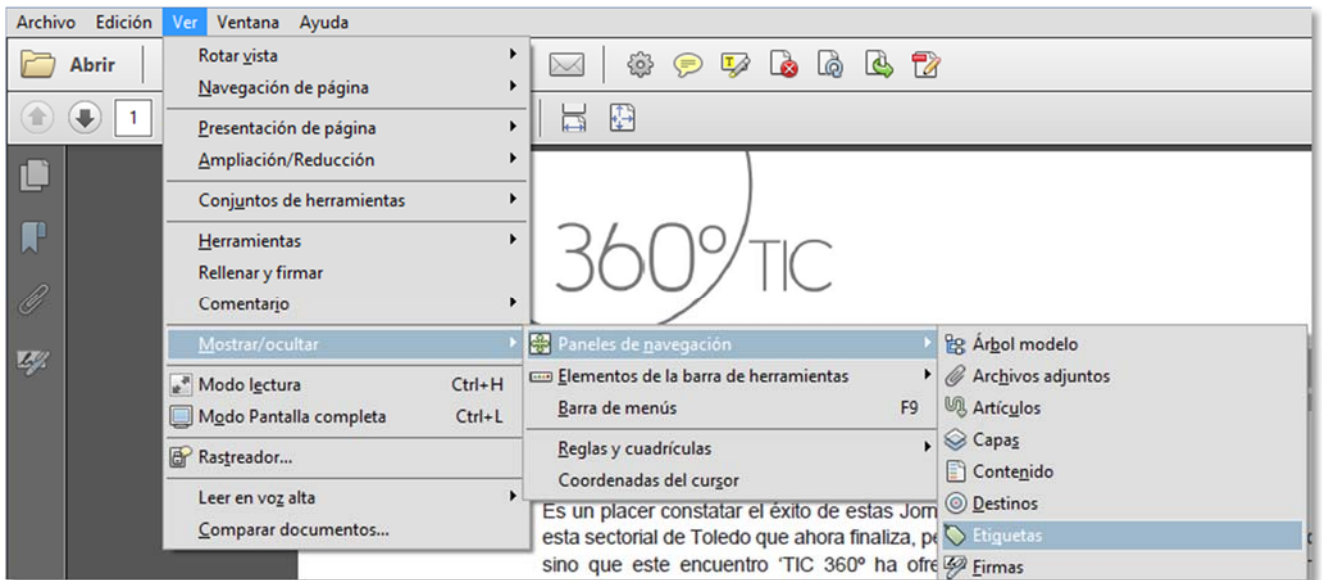 Archivo Edición Ver Ventana Ayuda
Abrir
1
Rotar vista
Navegación de página
Presentación de página
Ampliación/Reducción
Conjuntos de herramientas
Herramientas
Rellenar y firmar
Comentario
Mostrar/ocultar
Modo lectura Ctrl+H
Modo Pantalla completa Ctrl+L
Rastreador...
Leer en voz alta
Comparar documentos...
Paneles de navegación
Elementos de la barra de herramientas
Barra de menús F9
Reglas y cuadrículas
Coordenadas del cursor
Árbol modelo
Archivos adjuntos
Artículos
Capas
Contenido
Destinos
Etiquetas
Firmas
360º TIC
Es un placer constatar el éxito de estas
esta sectorial de Toledo que ahora finaliza,
sino que este encuentro ‘TIC 360º ha